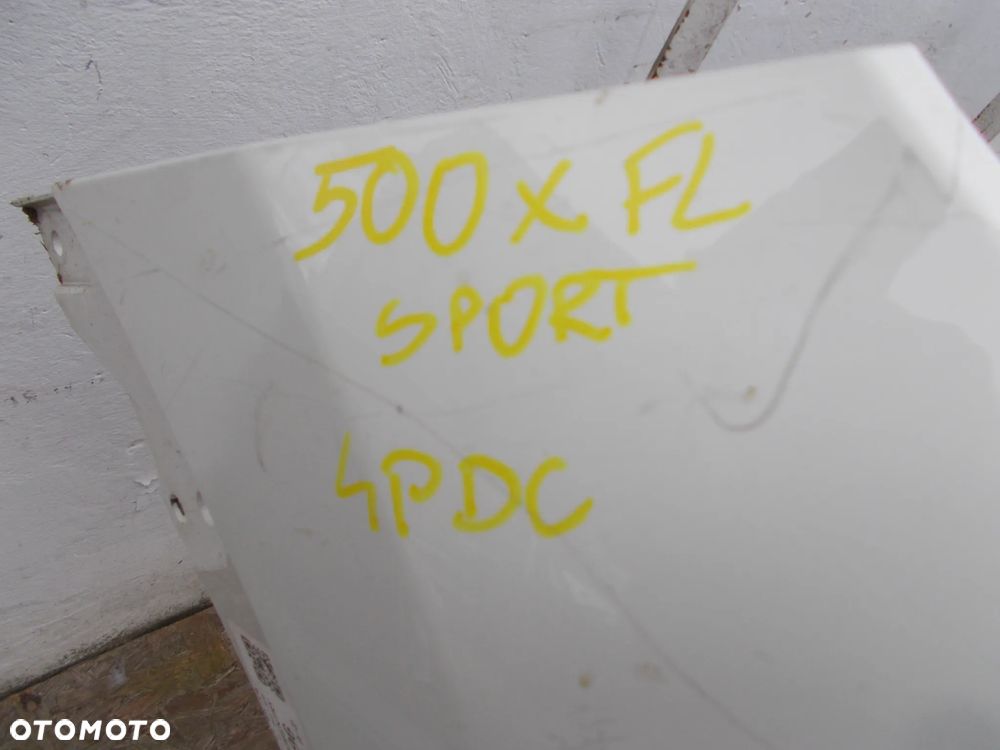 500 X FL
SPORT
4PDC
OTOMOTO